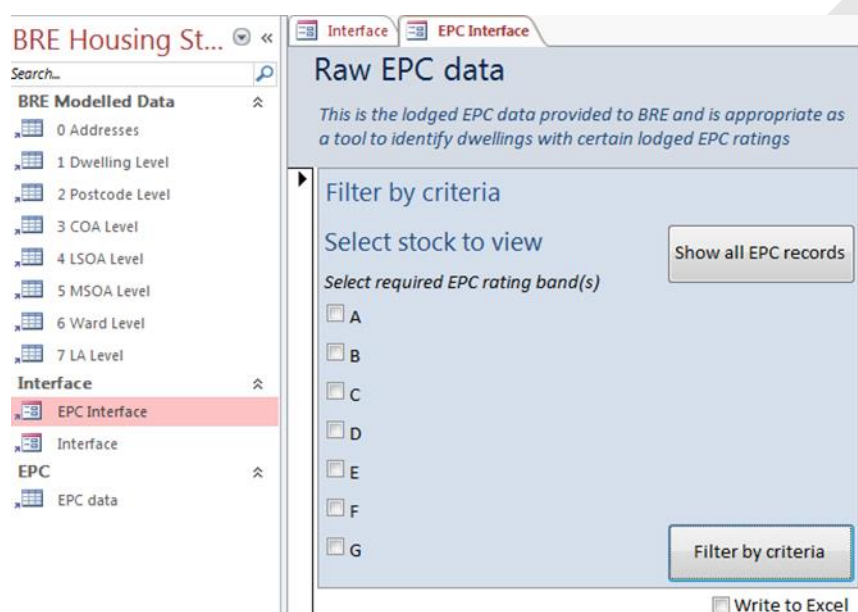 BRE Housing St...
Search...
BRE Modelled Data
0 Addresses
1 Dwelling Level
2 Postcode Level
3 COA Level
4 LSOA Level
5 MSOA Level
6 Ward Level
7 LA Level
Interface
EPC Interface
Interface
EPC
EPC data
Interface
EPC Interface
Raw EPC data
This is the lodged EPC data provided to BRE and is appropriate as
a tool to identify dwellings with certain lodged EPC ratings
Filter by criteria
Select stock to view
Show all EPC records
Select required EPC rating band(s)
A
B
C
D
E
F
G
Filter by criteria
Write to Excel